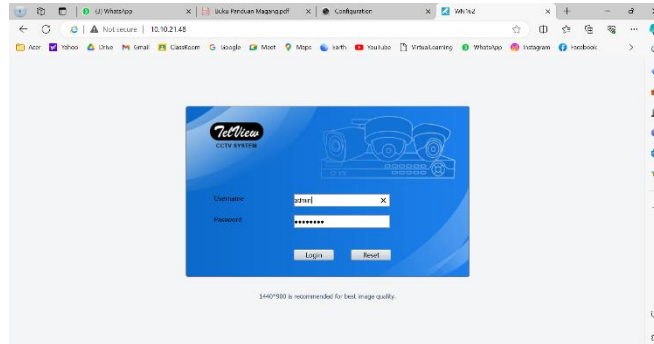 (2) WhatsApp
Buku Panduan Magang.pdf
Configuration
WN162
Not secure
10.10.21.48
Acer
Yahoo
Drive
Gmail
ClassRoom
Google
Meet
Maps
Earth
YouTube
VirtualLearning
WhatsApp
Instagram
Facebook
TelView
CCTV SYSTEM
Username
admin
Password
Login
Reset
1440*900 is recommended for best image quality.